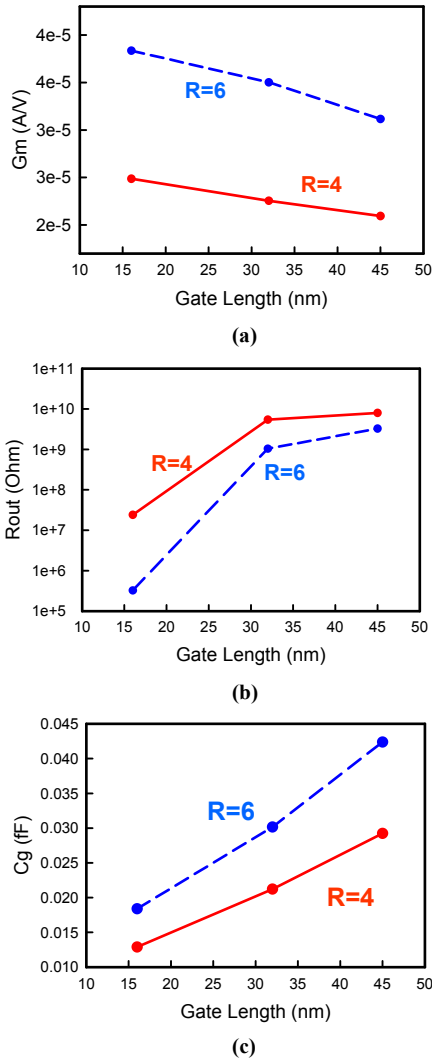 4e-5
4e-5
3e-5
3e-5
2e-5
Gm (A/V)
R=6
R=4
10 15 20 25 30 35 40 45 50
Gate Length (nm)
(a)
1e+11
1e+10
1e+9
1e+8
1e+7
1e+6
1e+5
Rout (Ohm)
R=4
R=6
10 15 20 25 30 35 40 45 50
Gate Length (nm)
(b)
0.045
0.040
0.035
0.030
0.025
0.020
0.015
0.010
Cg (fF)
R=6
R=4
10 15 20 25 30 35 40 45 50
Gate Length (nm)
(c)